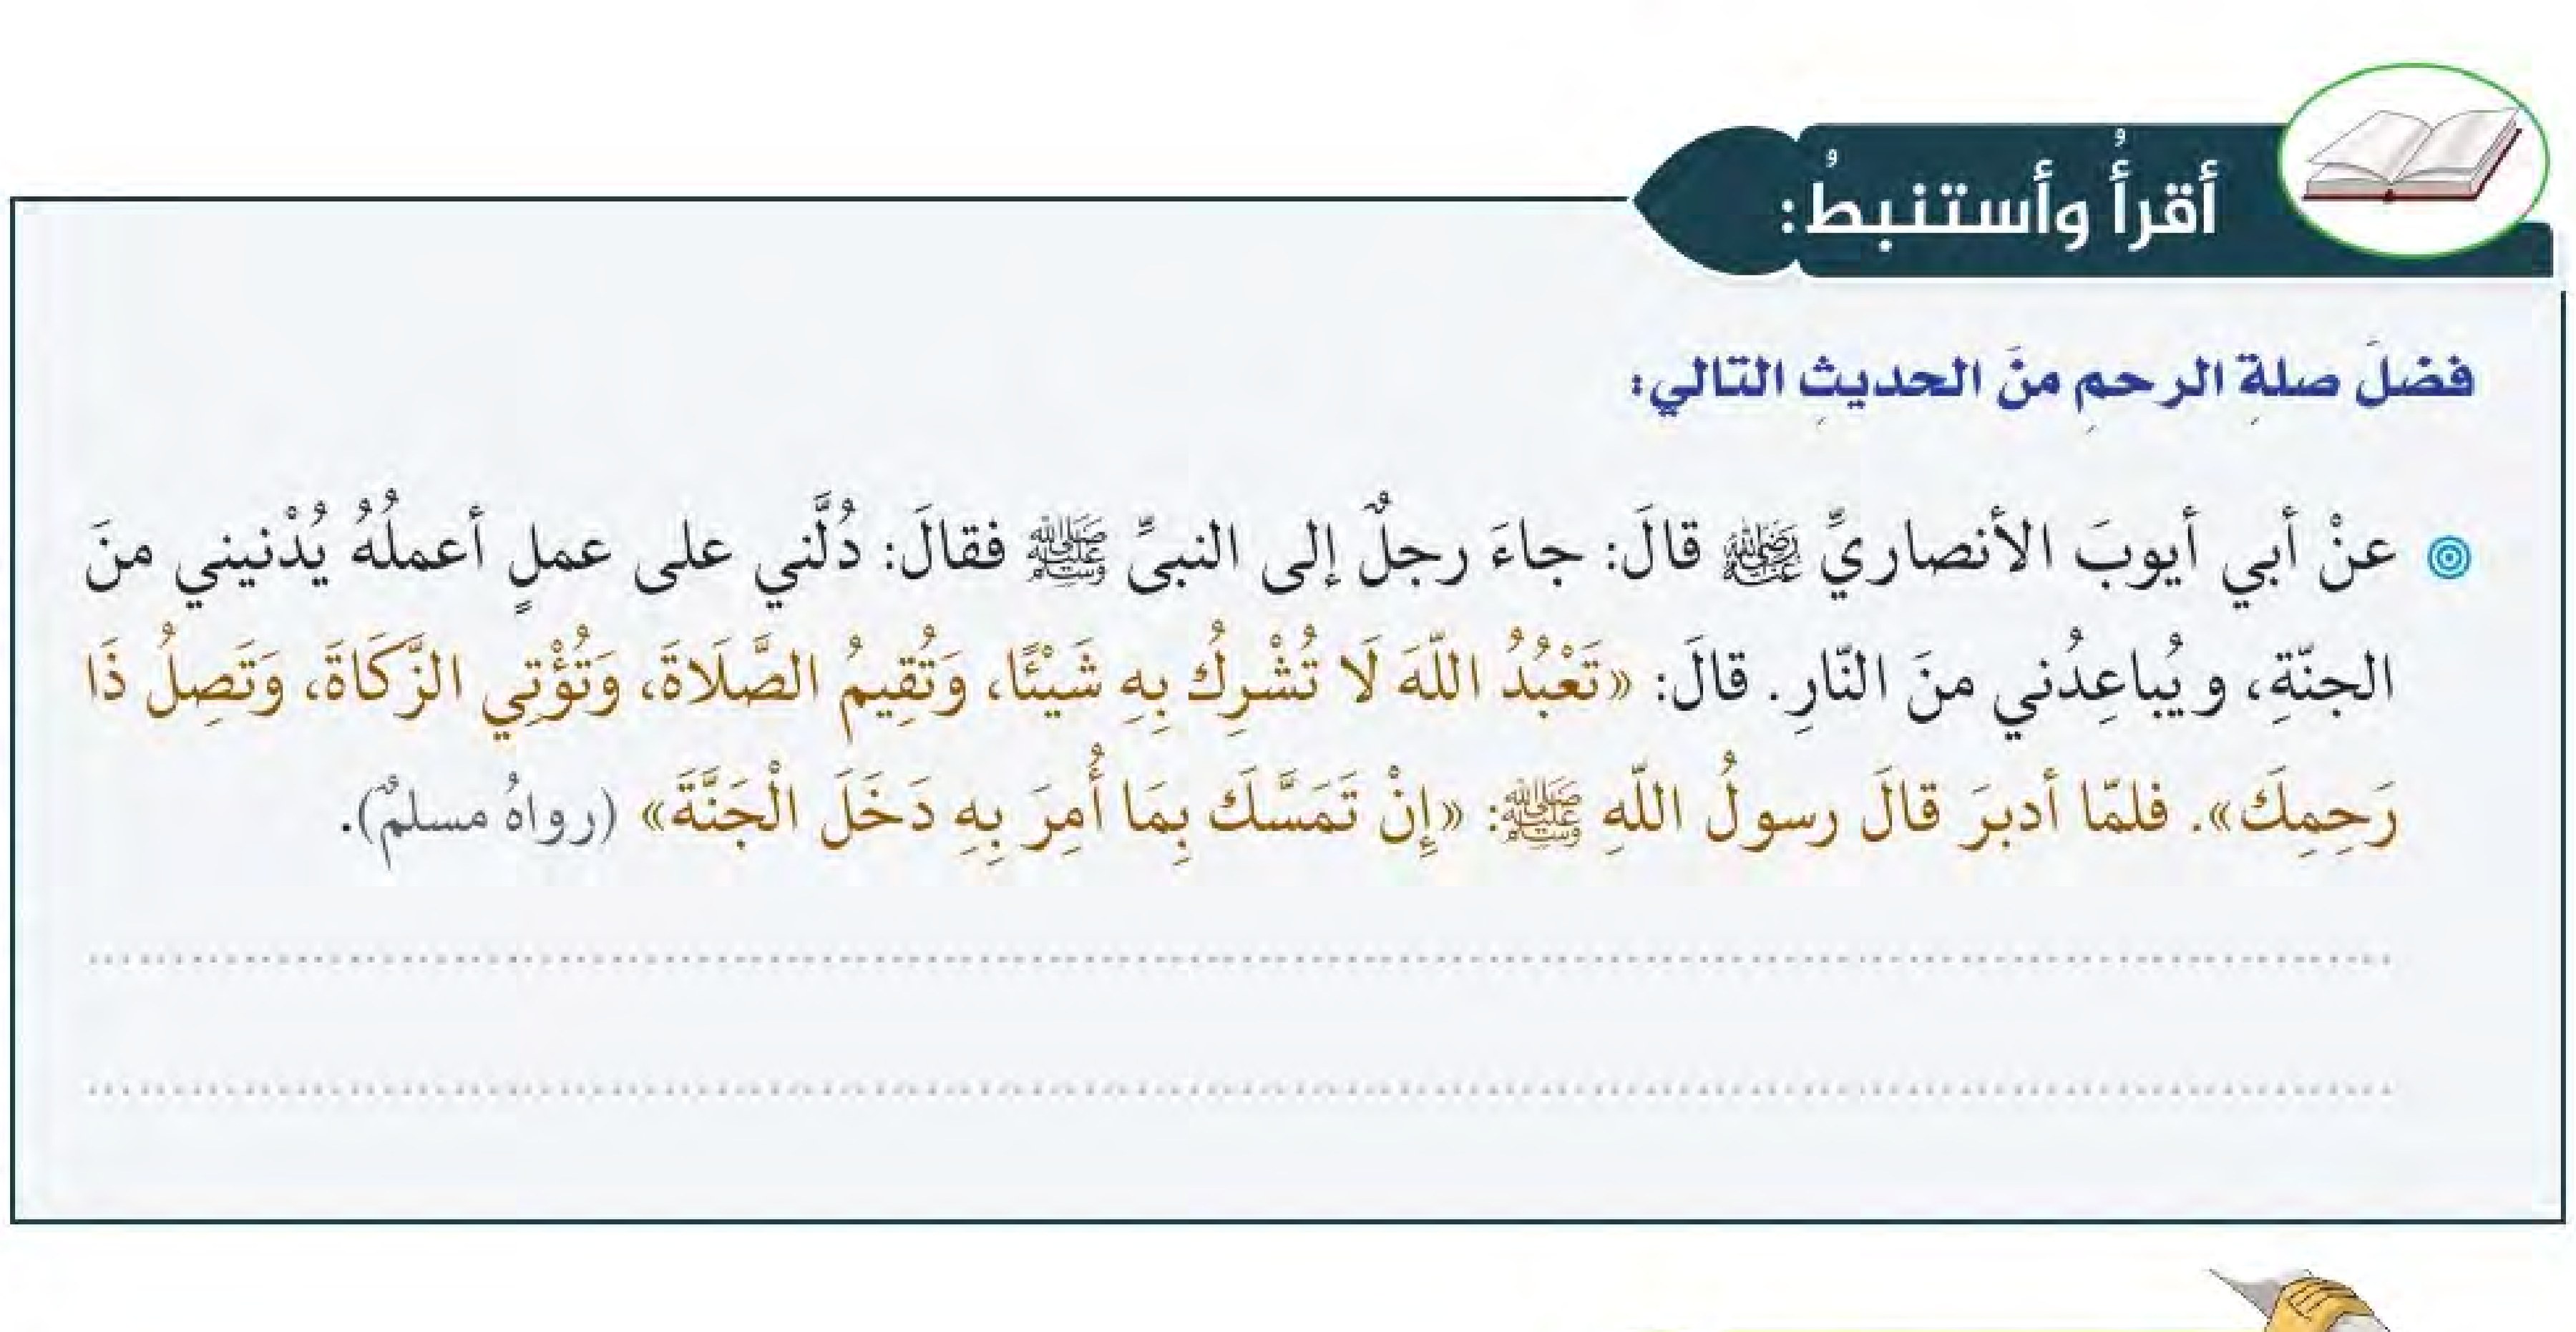 أقرأُ وأستنبطُ:
فضلَ صلةِ الرحمِ منَ الحديثِ التالي:
عنْ أبي أيوبَ الأنصاريِّ رضي الله عنه قالَ: جاءَ رجلٌ إلى النبيِّ ﷺ فقالَ: دُلَّني على عملٍ أعملُهُ يُدْنيني منَ
الجنّةِ، ويُباعِدُني منَ النّارِ. قالَ: «تَعْبُدُ اللّهَ لَا تُشْرِكُ بِهِ شَيْئًا، وَتُقِيمُ الصَّلَاةَ، وَتُؤْتِي الزَّكَاةَ، وَتَصِلُ ذَا
رَحِمِكَ». فلمّا أدبرَ قالَ رسولُ اللّهِ ﷺ: «إِنْ تَمَسَّكَ بِمَا أُمِرَ بِهِ دَخَلَ الْجَنَّةَ» (رواهُ مسلمٌ).